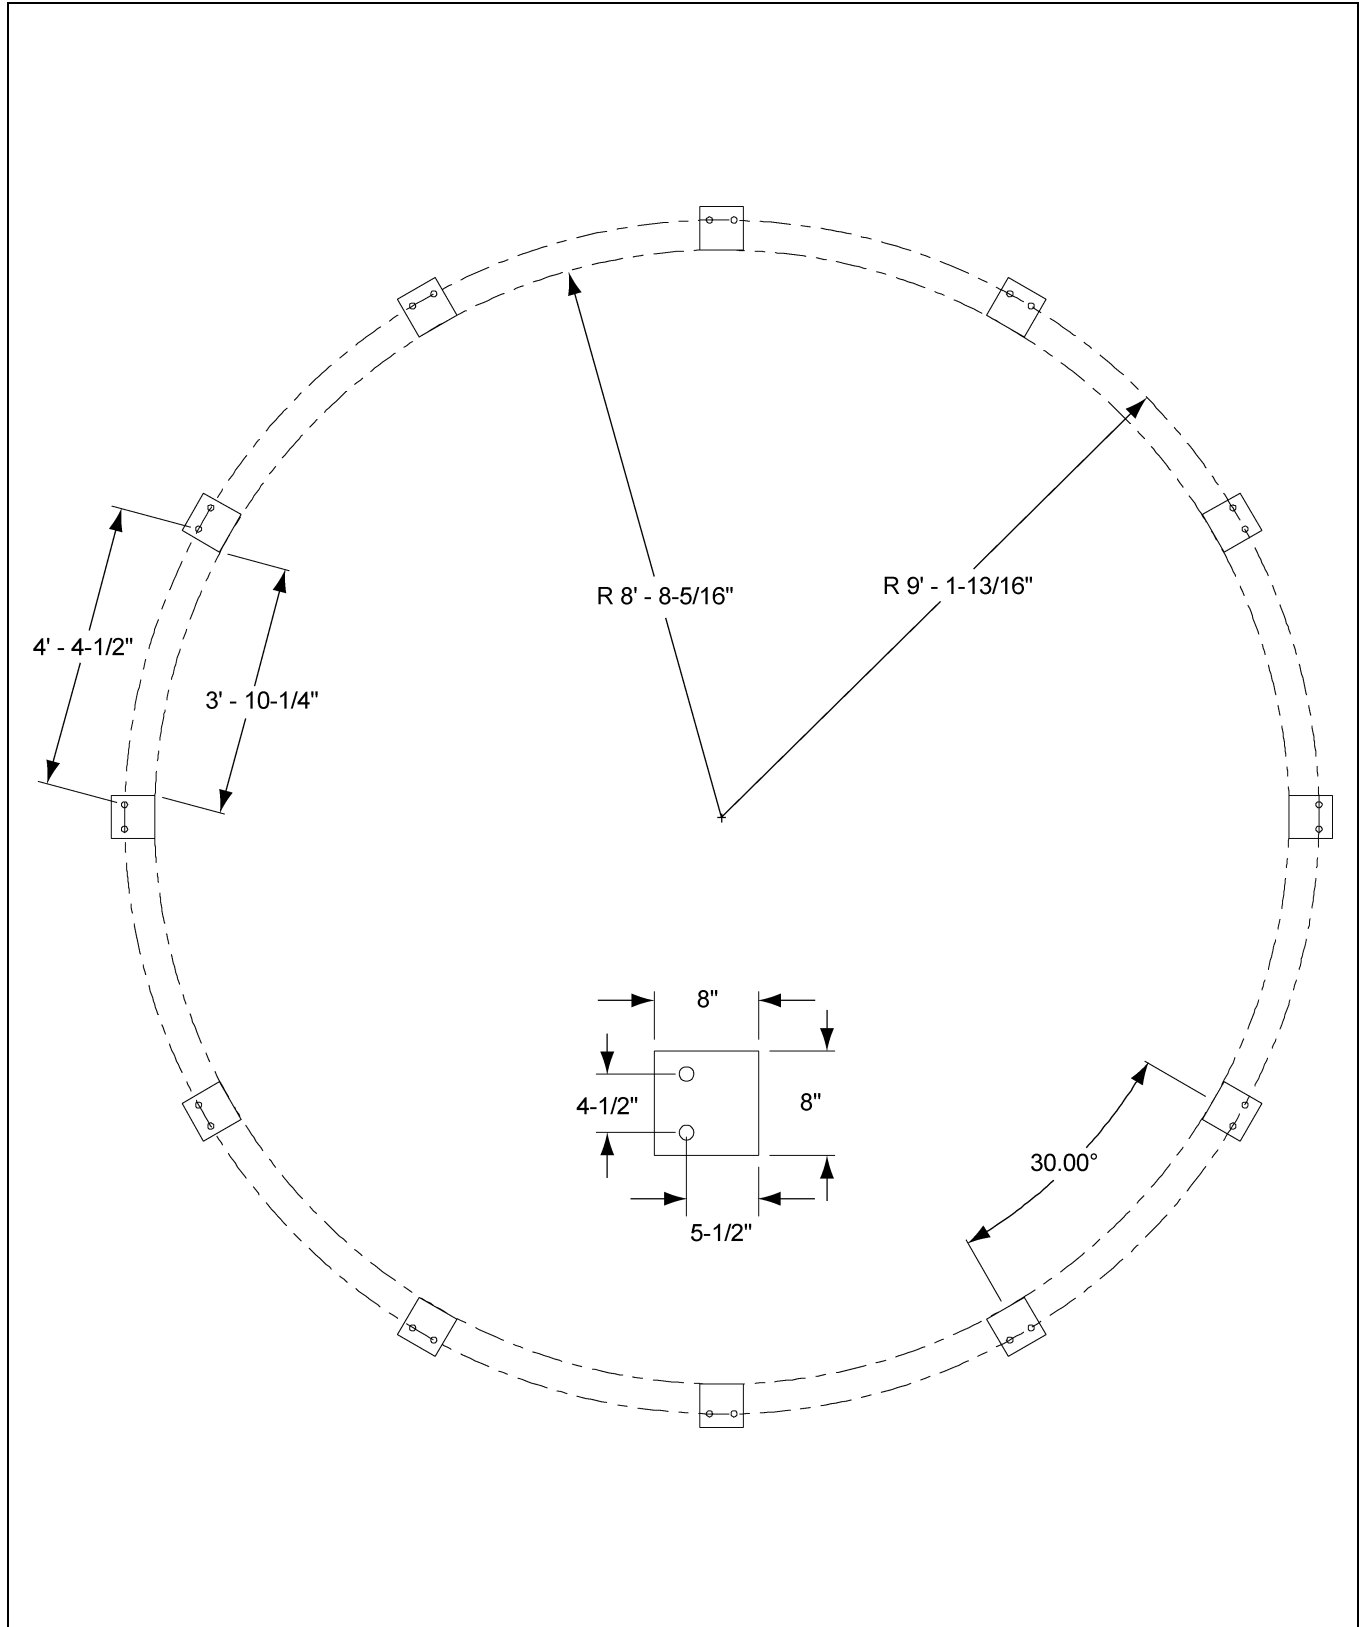 R 8' - 8-5/16"
R 9' - 1-13/16"
4' - 4-1/2"
3' - 10-1/4"
8"
4-1/2"
8"
30.00°
5-1/2"